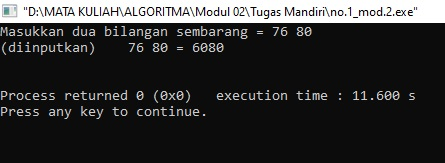 "D:\MATA KULIAH\ALGORITMA\Modul 02\Tugas Mandiri\no.1_mod.2.exe"
Masukkan dua bilangan sembarang = 76 80
(diinputkan)    76 80 = 6080
Process returned 0 (0x0)   execution time : 11.600 s
Press any key to continue.